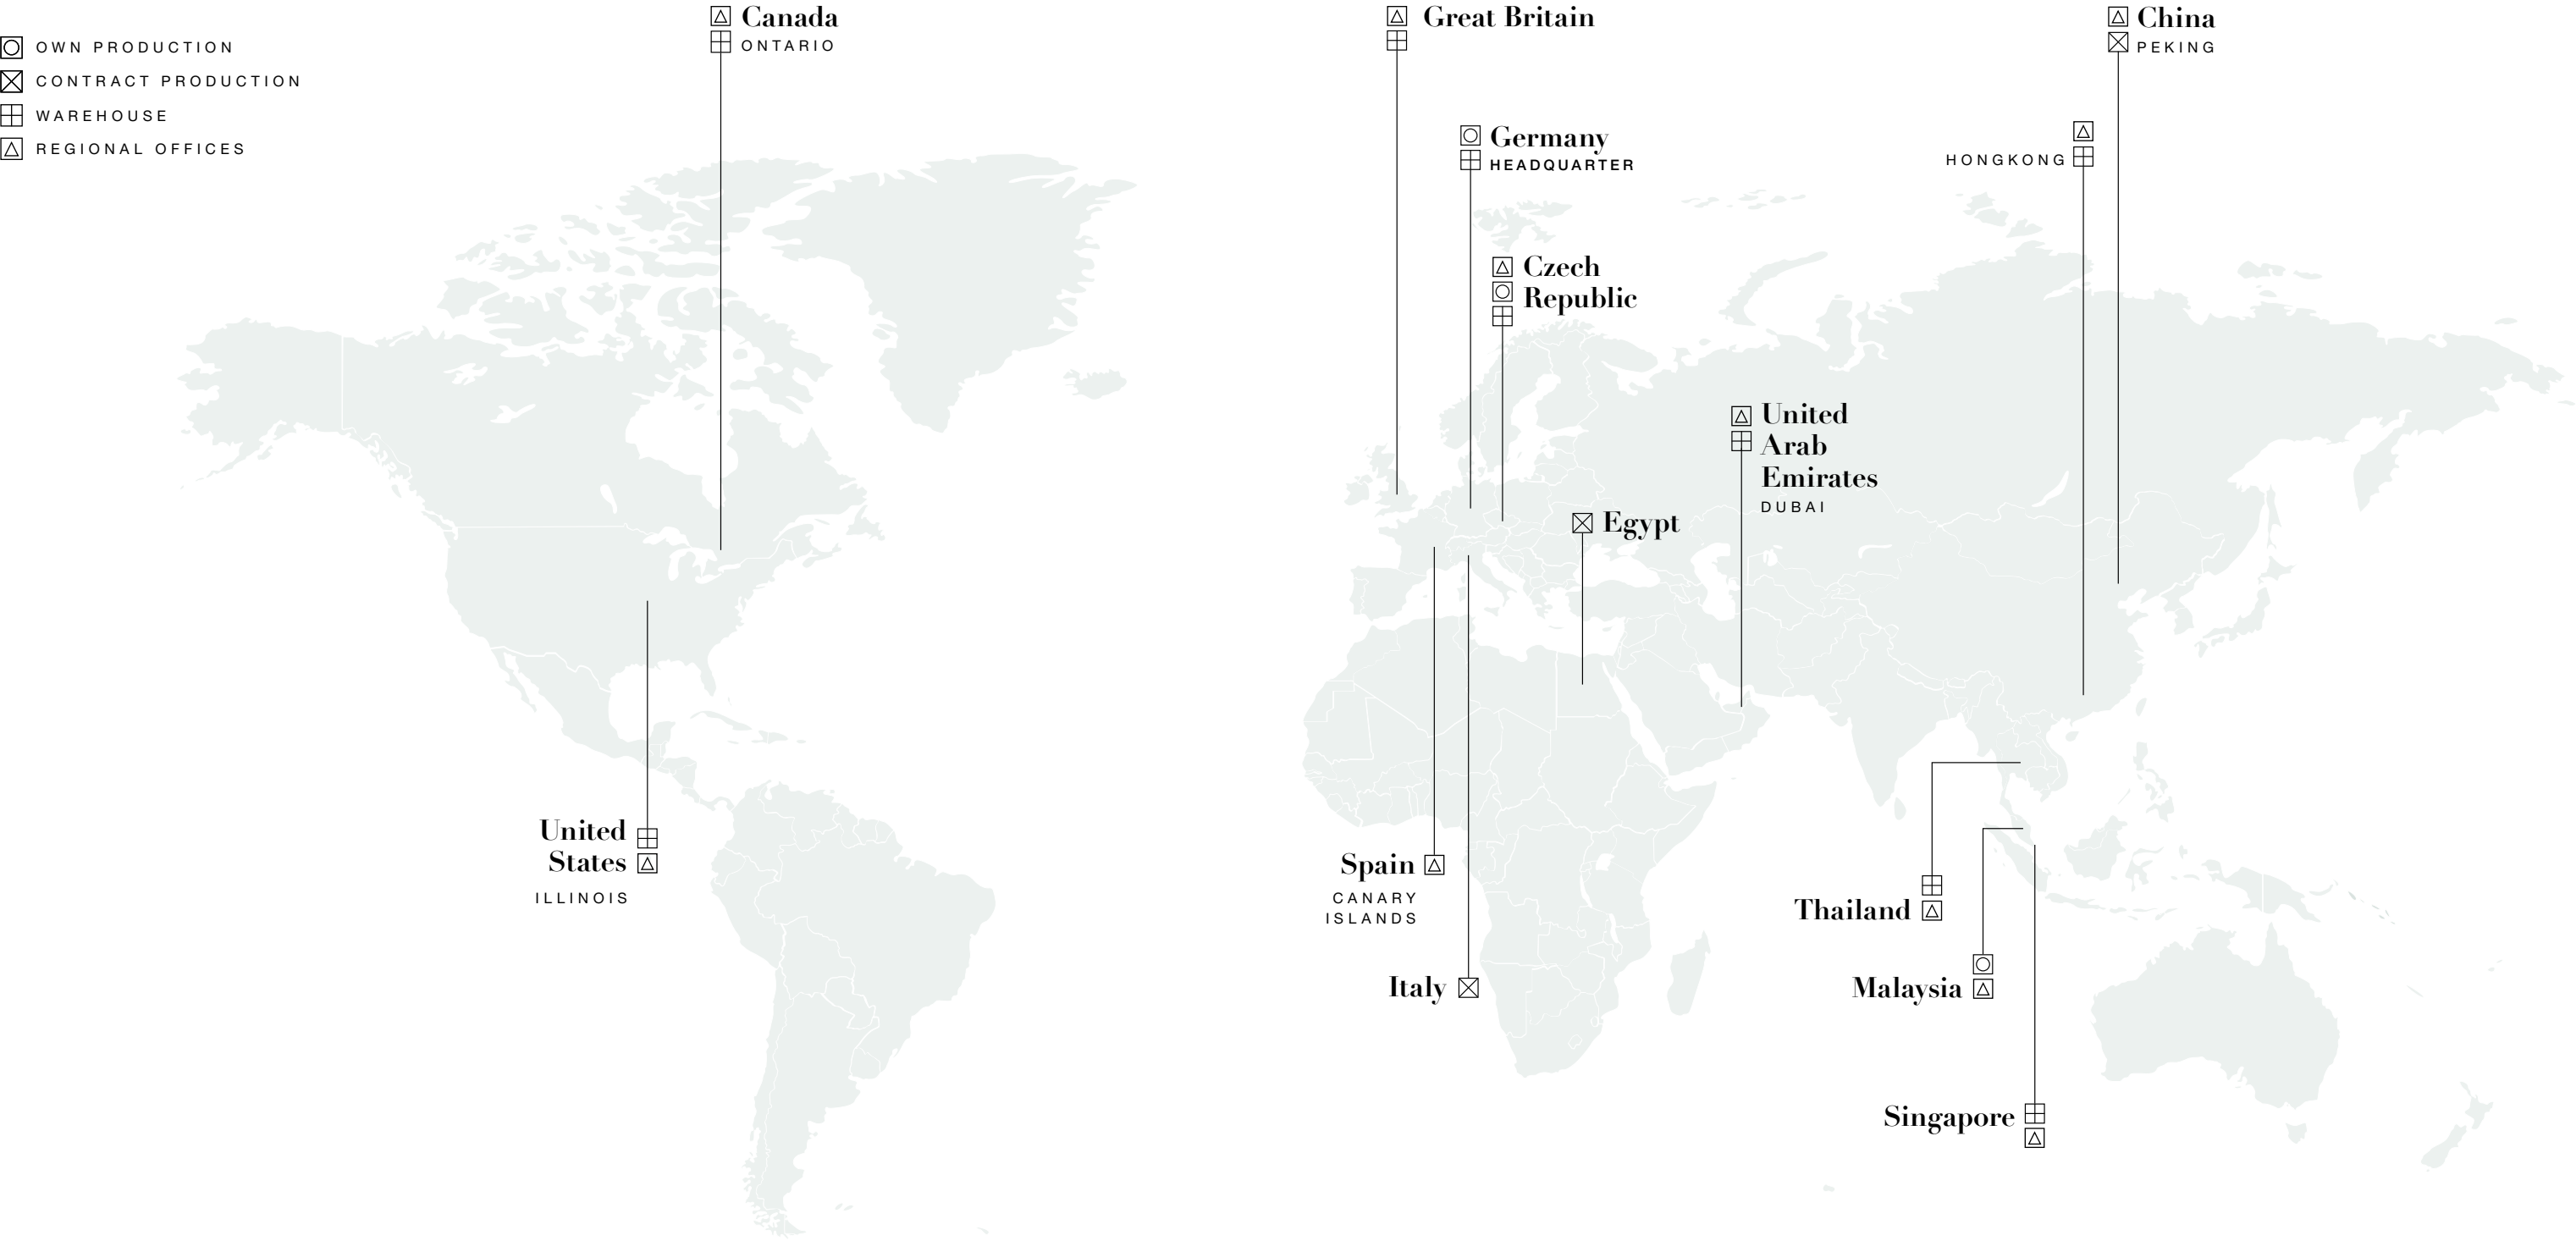 OWN PRODUCTION
CONTRACT PRODUCTION
WAREHOUSE
REGIONAL OFFICES
Canada
ONTARIO
Great Britain
China
PEKING
Germany
HEADQUARTER
HONGKONG
Czech
Republic
United
Arab
Emirates
DUBAI
Egypt
United
States
ILLINOIS
Spain
CANARY
ISLANDS
Italy
Thailand
Malaysia
Singapore